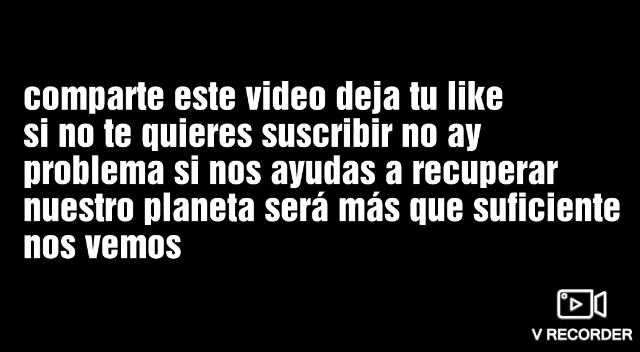 comparte este video deja tu like
si no te quieres suscribir no ay
problema si nos ayudas a recuperar
nuestro planeta será más que suficiente
nos vemos
V RECORDER